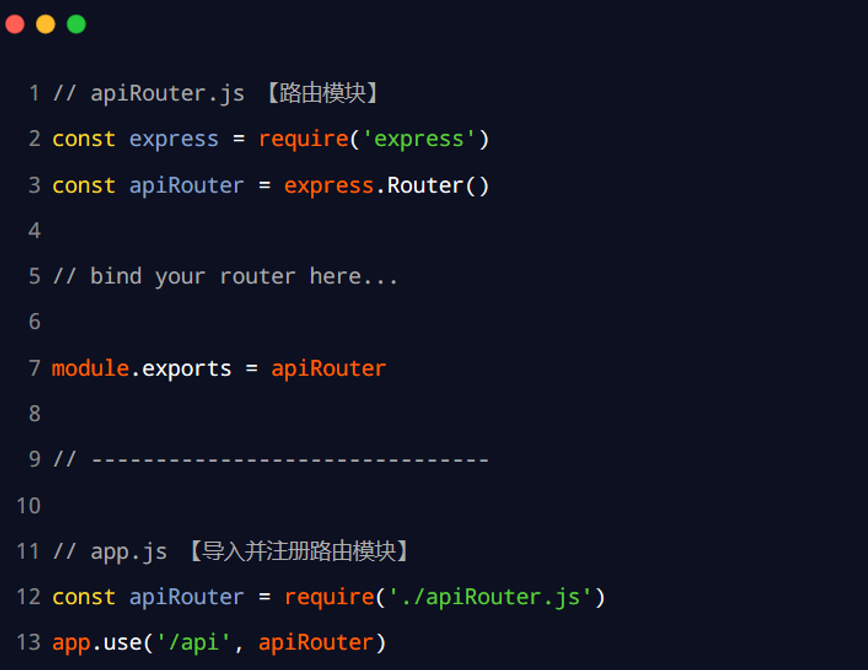 1 // apiRouter.js 【路由模块】
2 const express = require('express')
3 const apiRouter = express.Router()
4
5 // bind your router here...
6
7 module.exports = apiRouter
8
9 // -------------------------------
10
11 // app.js 【导入并注册路由模块】
12 const apiRouter = require('./apiRouter.js')
13 app.use('/api', apiRouter)